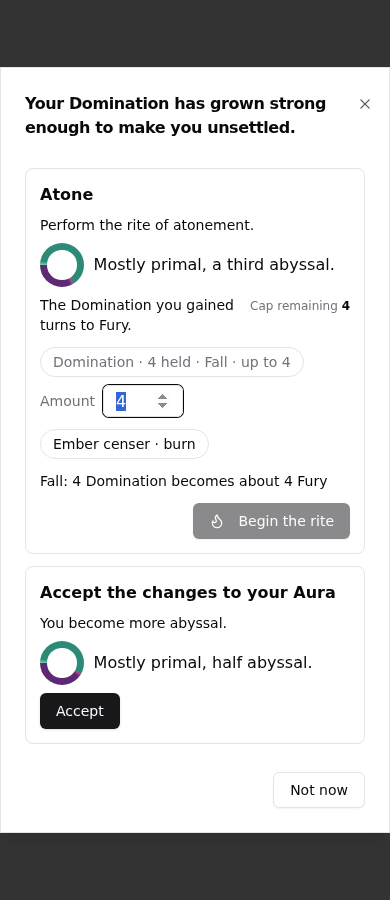 Your Domination has grown strong
enough to make you unsettled.
Atone
Perform the rite of atonement.
Mostly primal, a third abyssal.
The Domination you gained
turns to Fury.
Cap remaining 4
Domination · 4 held · Fall · up to 4
Amount 4
Ember censer · burn
Fall: 4 Domination becomes about 4 Fury
Begin the rite
Accept the changes to your Aura
You become more abyssal.
Mostly primal, half abyssal.
Accept
Not now